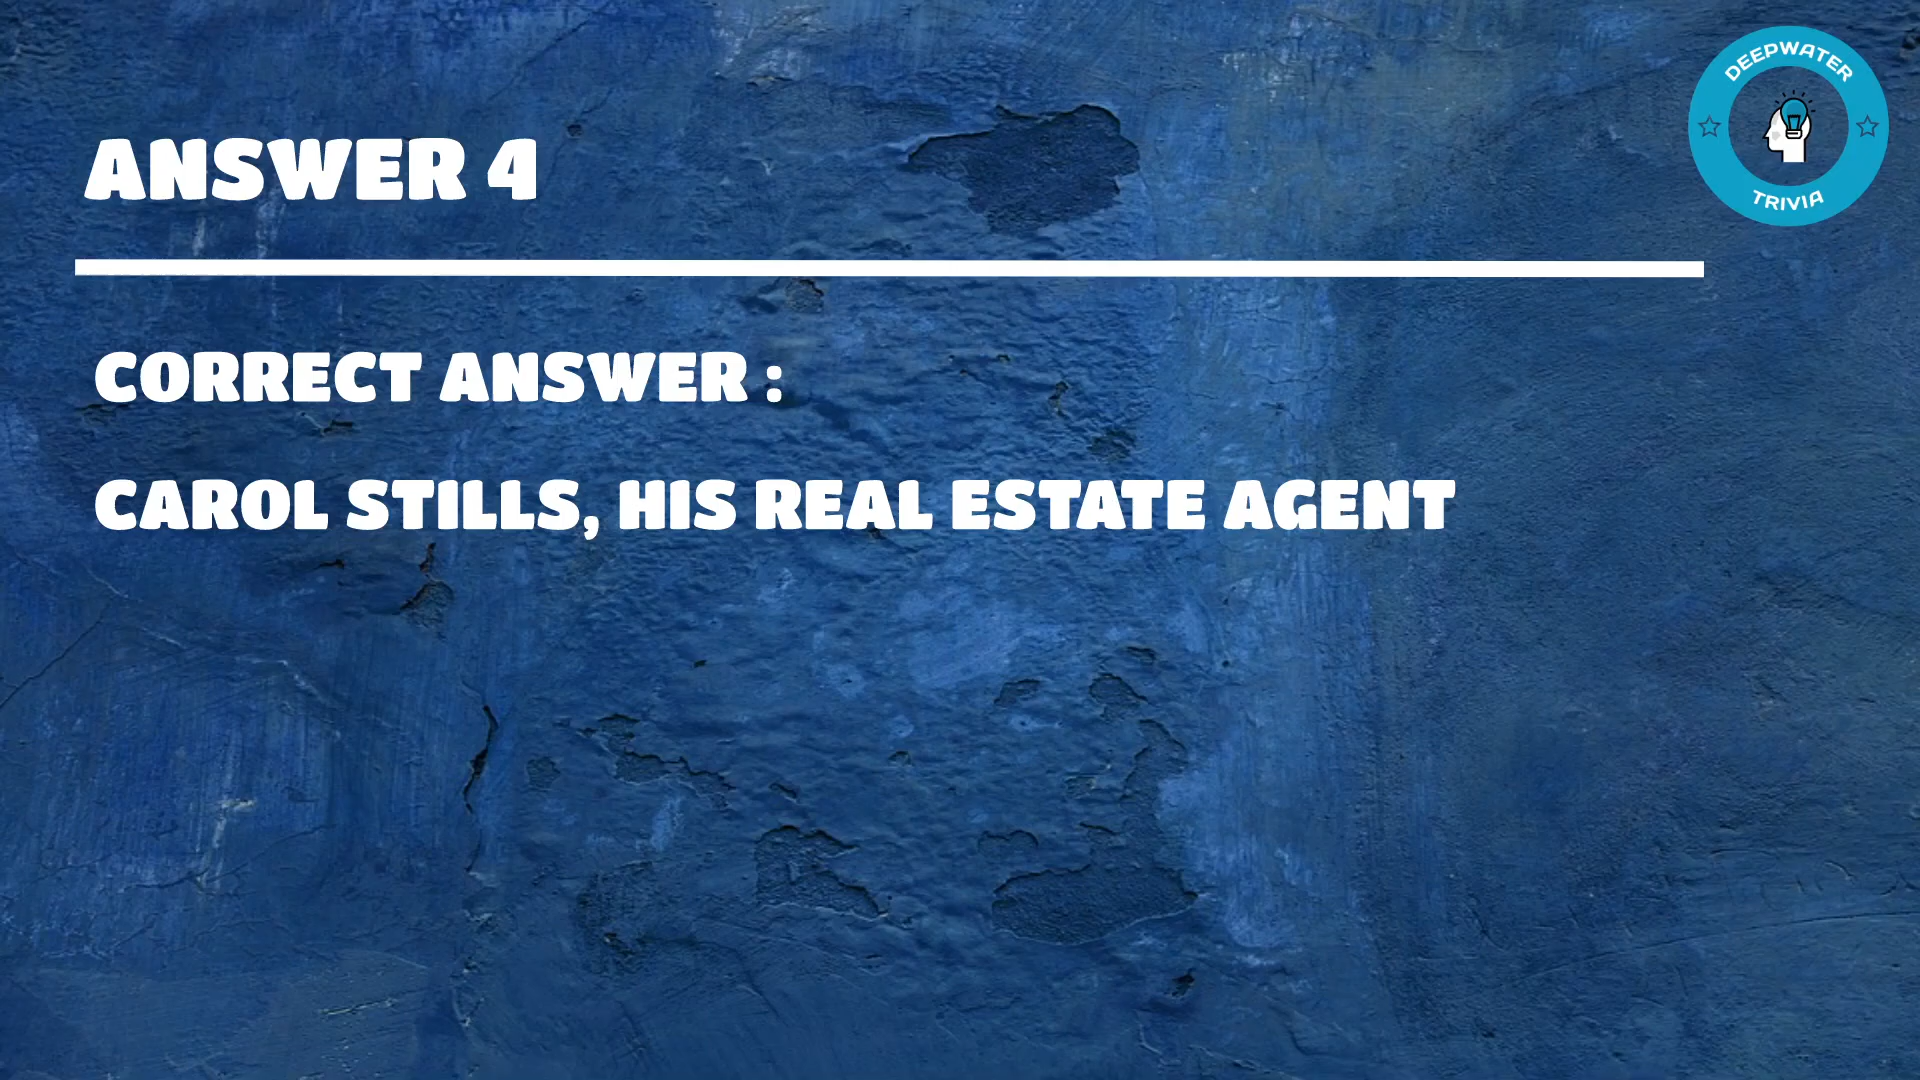 DEEPWATER
TRIVIA
ANSWER 4
CORRECT ANSWER :
CAROL STILLS, HIS REAL ESTATE AGENT